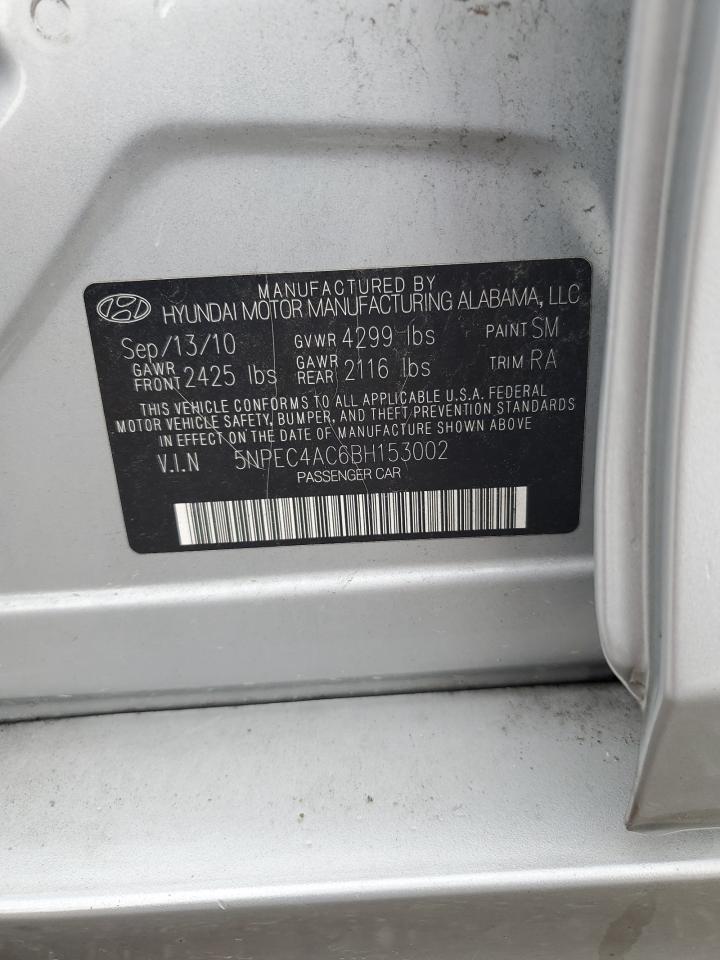 MANUFACTURED BY
HYUNDAI MOTOR MANUFACTURING ALABAMA, LLC
Sep/13/10 GVWR 4299 lbs PAINT SM
GAWR FRONT 2425 lbs GAWR REAR 2116 lbs TRIM RA
THIS VEHICLE CONFORMS TO ALL APPLICABLE U.S.A. FEDERAL
MOTOR VEHICLE SAFETY, BUMPER, AND THEFT PREVENTION STANDARDS
IN EFFECT ON THE DATE OF MANUFACTURE SHOWN ABOVE.
V.I.N 5NPEC4AC6BH153002
PASSENGER CAR